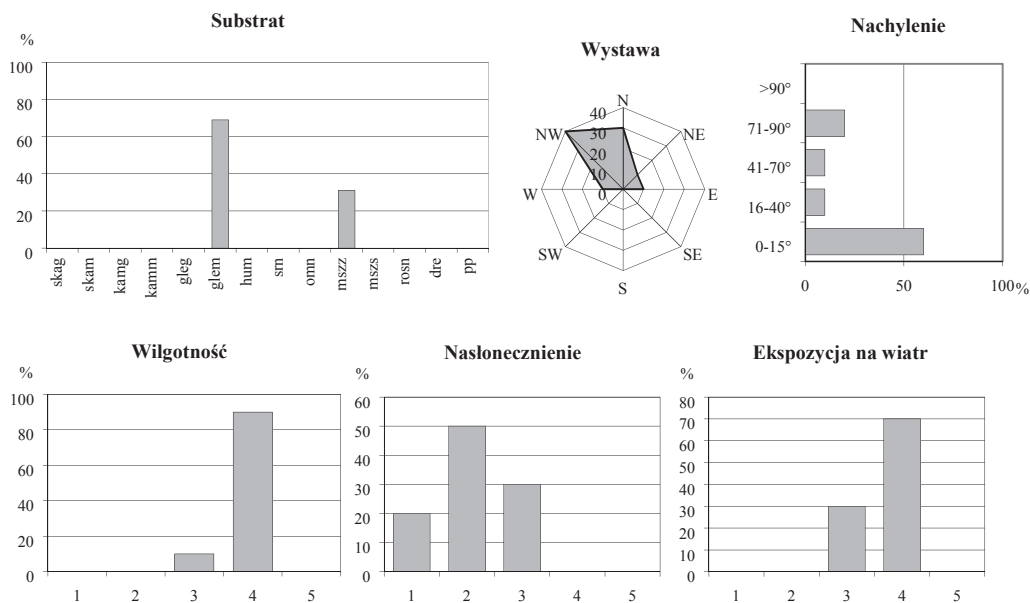 Substrat
%
100
80
60
40
20
0
skag
skam
kamg
kamm
gleg
glem
hum
srn
omn
mszz
mszs
rosn
dre
pp
Wystawa
N
NE
E
SE
S
SW
W
NW
40
30
20
10
0
Nachylenie
>90°
71-90°
41-70°
16-40°
0-15°
0 50 100%
Wilgotność
%
100
80
60
40
20
0
1 2 3 4 5
Nasłonecznienie
%
60
50
40
30
20
10
0
1 2 3 4 5
Ekspozycja na wiatr
%
80
70
60
50
40
30
20
10
0
1 2 3 4 5